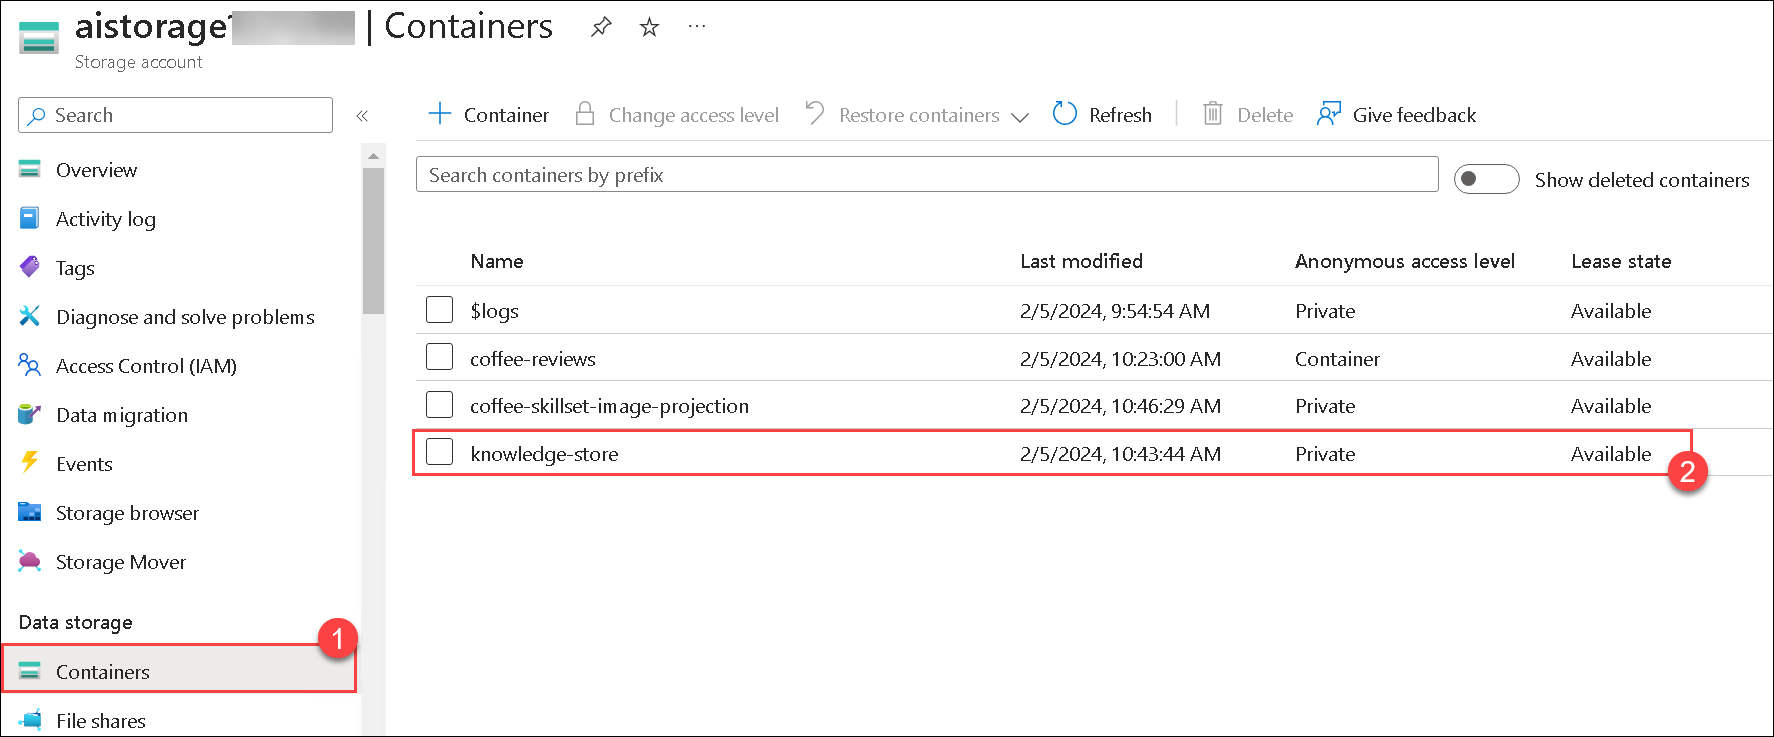 aistorage | Containers
Storage account
Search
Overview
Activity log
Tags
Diagnose and solve problems
Access Control (IAM)
Data migration
Events
Storage browser
Storage Mover
Data storage
1
Containers
File shares
Container Change access level Restore containers Refresh Delete Give feedback
Search containers by prefix
Show deleted containers
Name Last modified Anonymous access level Lease state
$logs 2/5/2024, 9:54:54 AM Private Available
coffee-reviews 2/5/2024, 10:23:00 AM Container Available
coffee-skillset-image-projection 2/5/2024, 10:46:29 AM Private Available
knowledge-store 2/5/2024, 10:43:44 AM Private Available
2